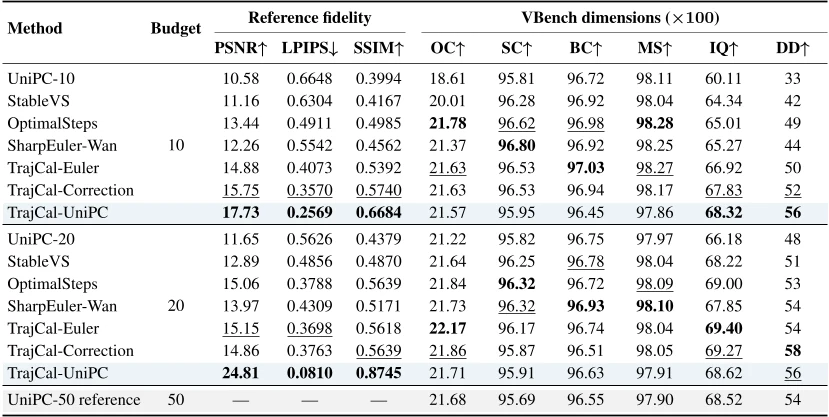 Method Budget Reference fidelity VBench dimensions (×100)
PSNR↑ LPIPS↓ SSIM↑ OC↑ SC↑ BC↑ MS↑ IQ↑ DD↑
UniPC-10 10.58 0.6648 0.3994 18.61 95.81 96.72 98.11 60.11 33
StableVS 11.16 0.6304 0.4167 20.01 96.28 96.92 98.04 64.34 42
OptimalSteps 13.44 0.4911 0.4985 21.78 96.62 96.98 98.28 65.01 49
SharpEuler-Wan 10 12.26 0.5542 0.4562 21.37 96.80 96.92 98.25 65.27 44
TrajCal-Euler 14.88 0.4073 0.5392 21.63 96.53 97.03 98.27 66.92 50
TrajCal-Correction 15.75 0.3570 0.5740 21.63 96.53 96.94 98.17 67.83 52
TrajCal-UniPC 17.73 0.2569 0.6684 21.57 95.95 96.45 97.86 68.32 56
UniPC-20 11.65 0.5626 0.4379 21.22 95.82 96.75 97.97 66.18 48
StableVS 12.89 0.4856 0.4870 21.64 96.25 96.78 98.04 68.22 51
OptimalSteps 15.06 0.3788 0.5639 21.84 96.32 96.72 98.09 69.00 53
SharpEuler-Wan 20 13.97 0.4309 0.5171 21.73 96.32 96.93 98.10 67.85 54
TrajCal-Euler 15.15 0.3698 0.5618 22.17 96.17 96.74 98.04 69.40 54
TrajCal-Correction 14.86 0.3763 0.5639 21.86 95.87 96.51 98.05 69.27 58
TrajCal-UniPC 24.81 0.0810 0.8745 21.71 95.91 96.63 97.91 68.62 56
UniPC-50 reference 50 — — — 21.68 95.69 96.55 97.90 68.52 54